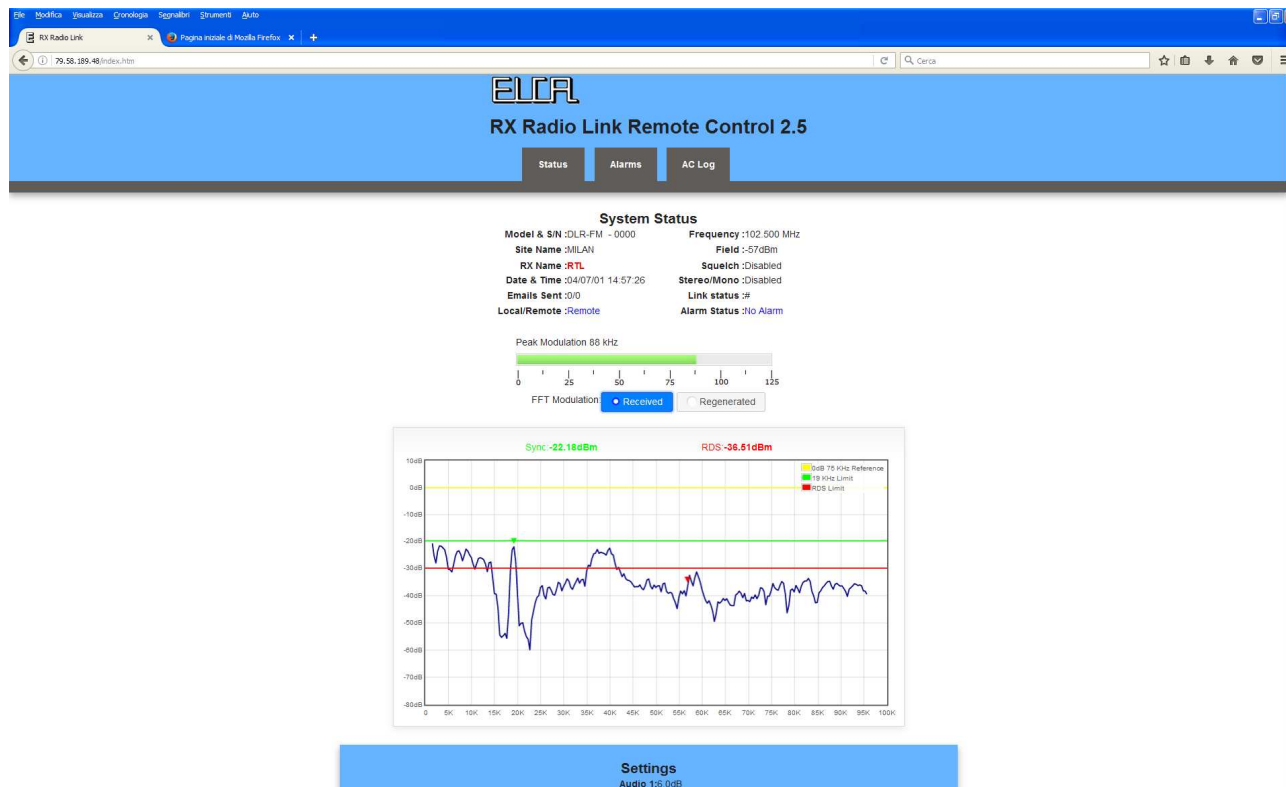 File Modifica Visualizza Cronologia Segnalibri Strumenti Aiuto
RX Radio Link × Pagina iniziale di Mozilla Firefox × +
79.58.189.48/index.htm Cerca
ELCA
RX Radio Link Remote Control 2.5
Status Alarms AC Log
System Status
Model & S/N :DLR-FM - 0000 Frequency :102.500 MHz
Site Name :MILAN Field :-57dBm
RX Name :RTL Squelch :Disabled
Date & Time :04/07/01 14:57:26 Stereo/Mono :Disabled
Emails Sent :0/0 Link status :#
Local/Remote :Remote Alarm Status :No Alarm
Peak Modulation 88 kHz
0 25 50 75 100 125
FFT Modulation: Received Regenerated
Sync:-22.18dBm RDS:-36.51dBm
10dB
0dB 75 KHz Reference
19 KHz Limit
RDS Limit
0dB
-10dB
-20dB
-30dB
-40dB
-50dB
-60dB
-70dB
-80dB
0 5K 10K 15K 20K 25K 30K 35K 40K 45K 50K 55K 60K 65K 70K 75K 80K 85K 90K 95K 100K
Settings
Audio 1:6.0dB